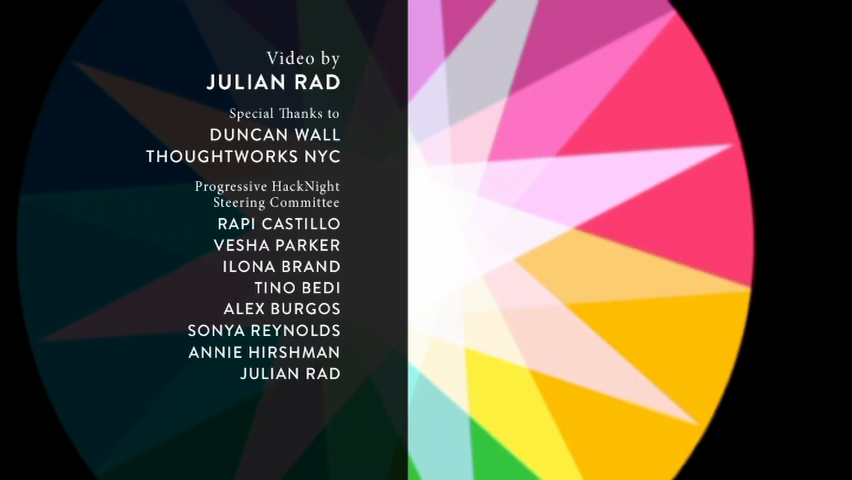 Video by
JULIAN RAD
Special Thanks to
DUNCAN WALL
THOUGHTWORKS NYC
Progressive HackNight
Steering Committee
RAPI CASTILLO
VESHA PARKER
ILONA BRAND
TINO BEDI
ALEX BURGOS
SONYA REYNOLDS
ANNIE HIRSHMAN
JULIAN RAD